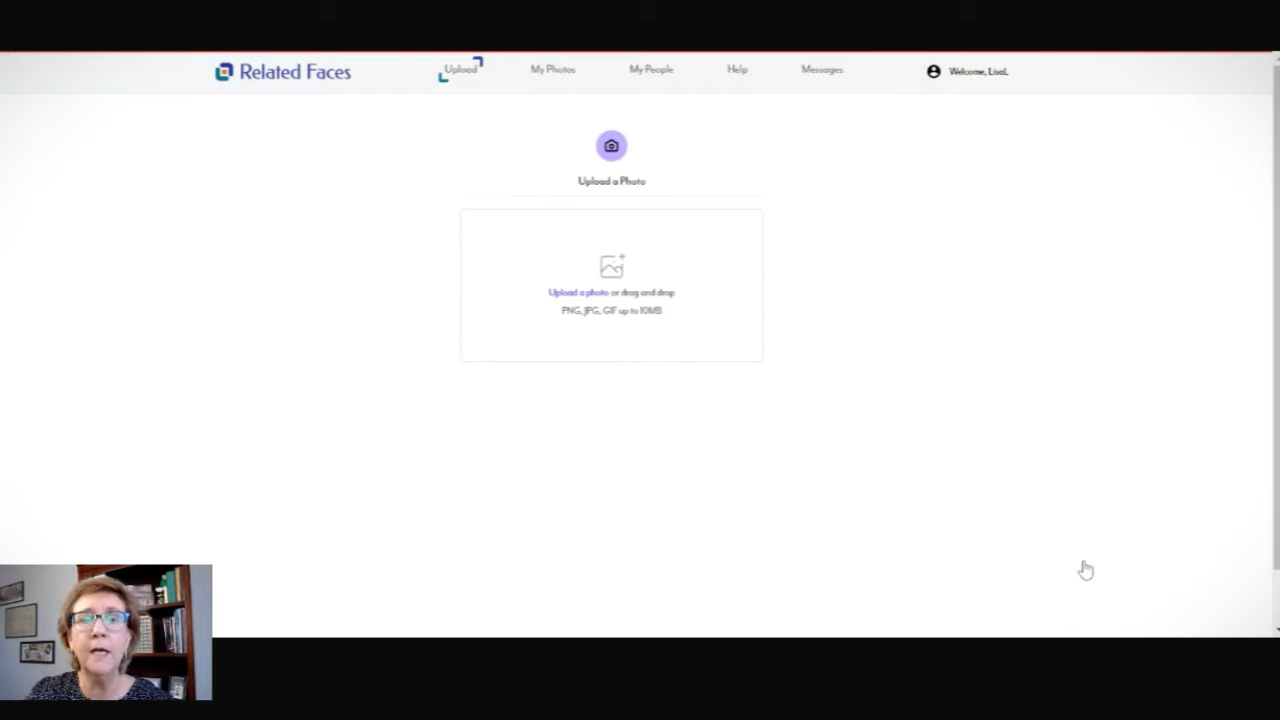 Related Faces
Upload
My Photos
My People
Help
Messages
Welcome, LisaL
Upload a Photo
Upload a photo or drag and drop
PNG, JPG, GIF up to 10MB